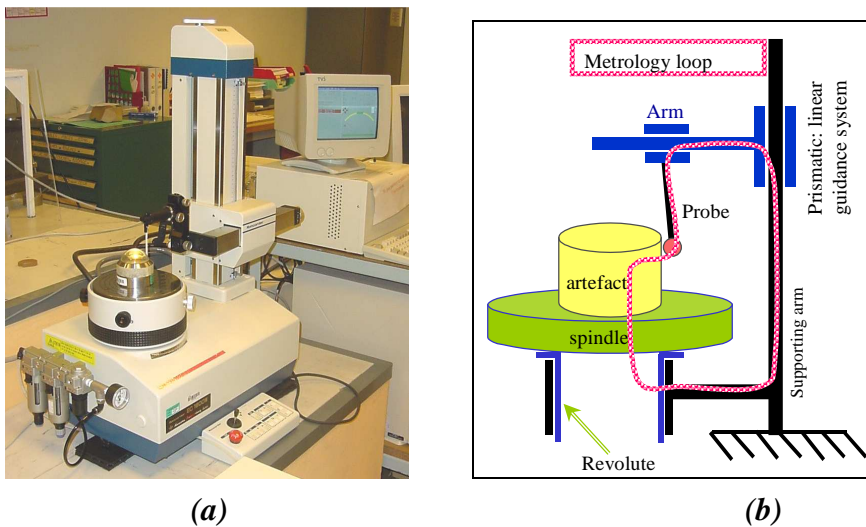 Metrology loop
Arm
Prismatic: linear
guidance system
Probe
artefact
spindle
Supporting arm
Revolute
(a)
(b)